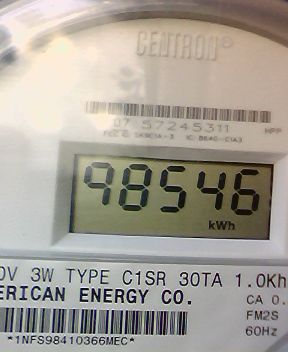 CENTRON®
07 57245311 MPP
98546
kWh
0V 3W TYPE C1SR 30TA 1.0Kh
ERICAN ENERGY CO.
CA 0.
FM2S
60Hz
*1NFS98410366MEC*